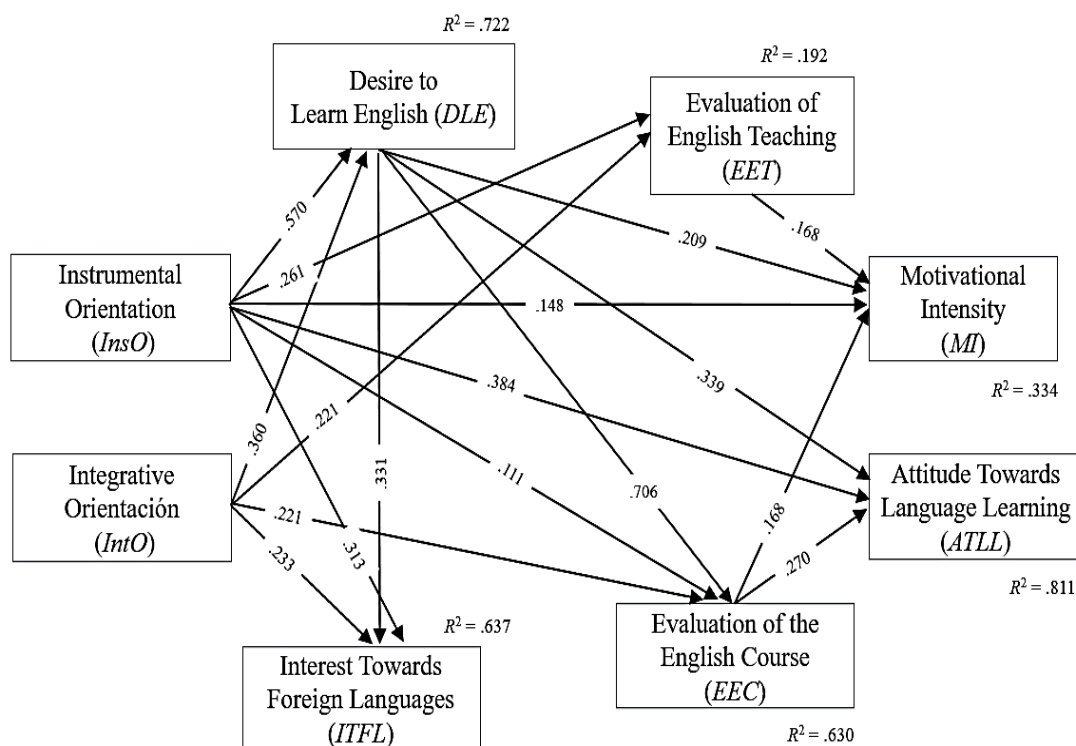 R² = .722
Desire to
Learn English (DLE)
R² = .192
Evaluation of
English Teaching
(EET)
.570
.261
.209
.168
Instrumental
Orientation
(InsO)
.148
Motivational
Intensity
(MI)
R² = .334
.384
.339
.360
.221
.331
.111
.706
.168
Integrative
Orientación
(IntO)
.221
.233
.313
.270
Attitude Towards
Language Learning
(ATLL)
R² = .811
R² = .637
Interest Towards
Foreign Languages
(ITFL)
Evaluation of the
English Course
(EEC)
R² = .630